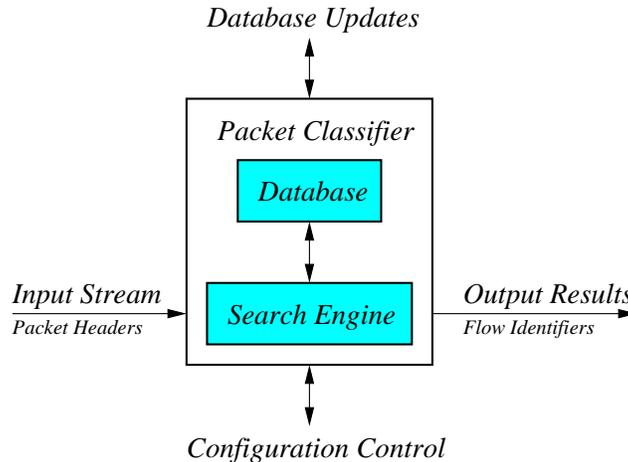 Database Updates
Packet Classifier
Database
Input Stream
Packet Headers
Search Engine
Output Results
Flow Identifiers
Configuration Control